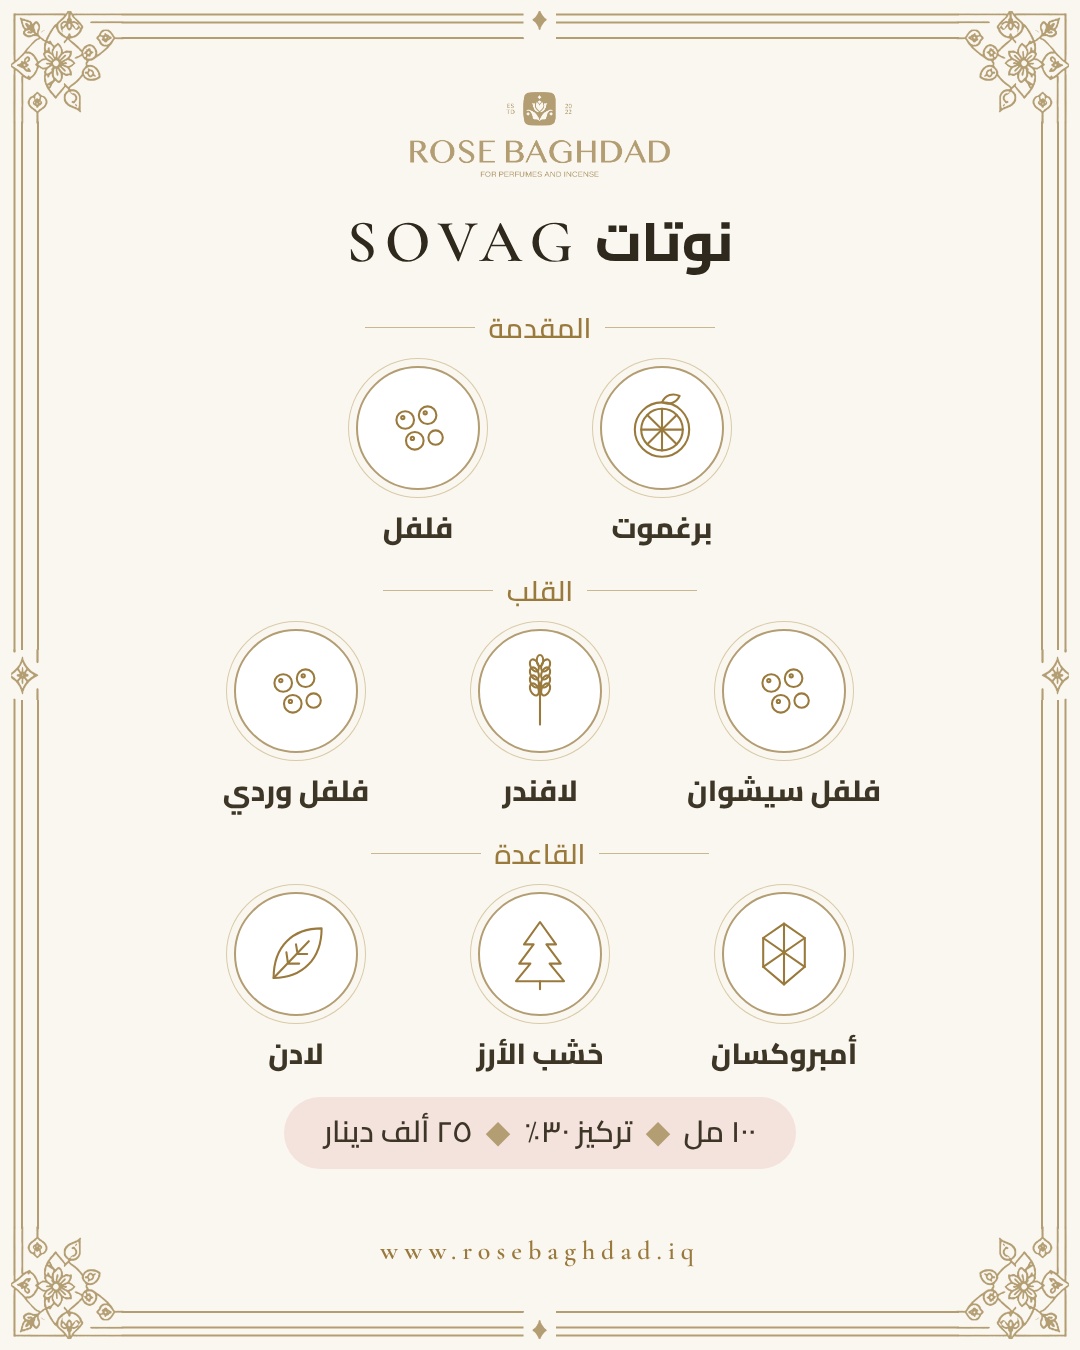 ES
TD
20
22
ROSE BAGHDAD
FOR PERFUMES AND INCENSE
نوتات SOVAG
المقدمة
برغموت
فلفل
القلب
فلفل سيشوان
لافندر
فلفل وردي
القاعدة
أمبروكسان
خشب الأرز
لادن
١٠٠ مل ◆ تركيز ٣٠٪ ◆ ٢٥ ألف دينار
www.rosebaghdad.iq